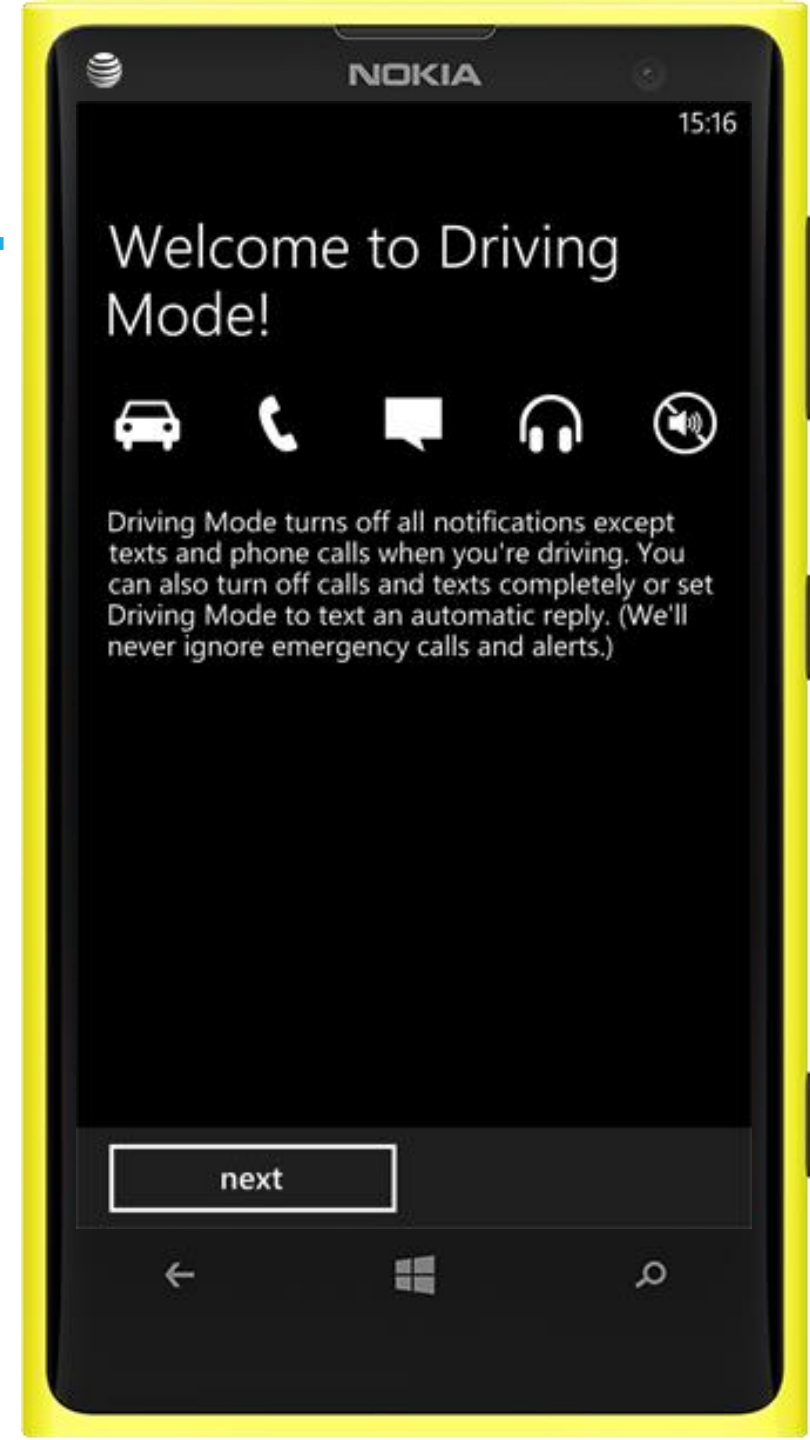 NOKIA
15:16
Welcome to Driving
Mode!
Driving Mode turns off all notifications except
texts and phone calls when you're driving. You
can also turn off calls and texts completely or set
Driving Mode to text an automatic reply. (We'll
never ignore emergency calls and alerts.)
next